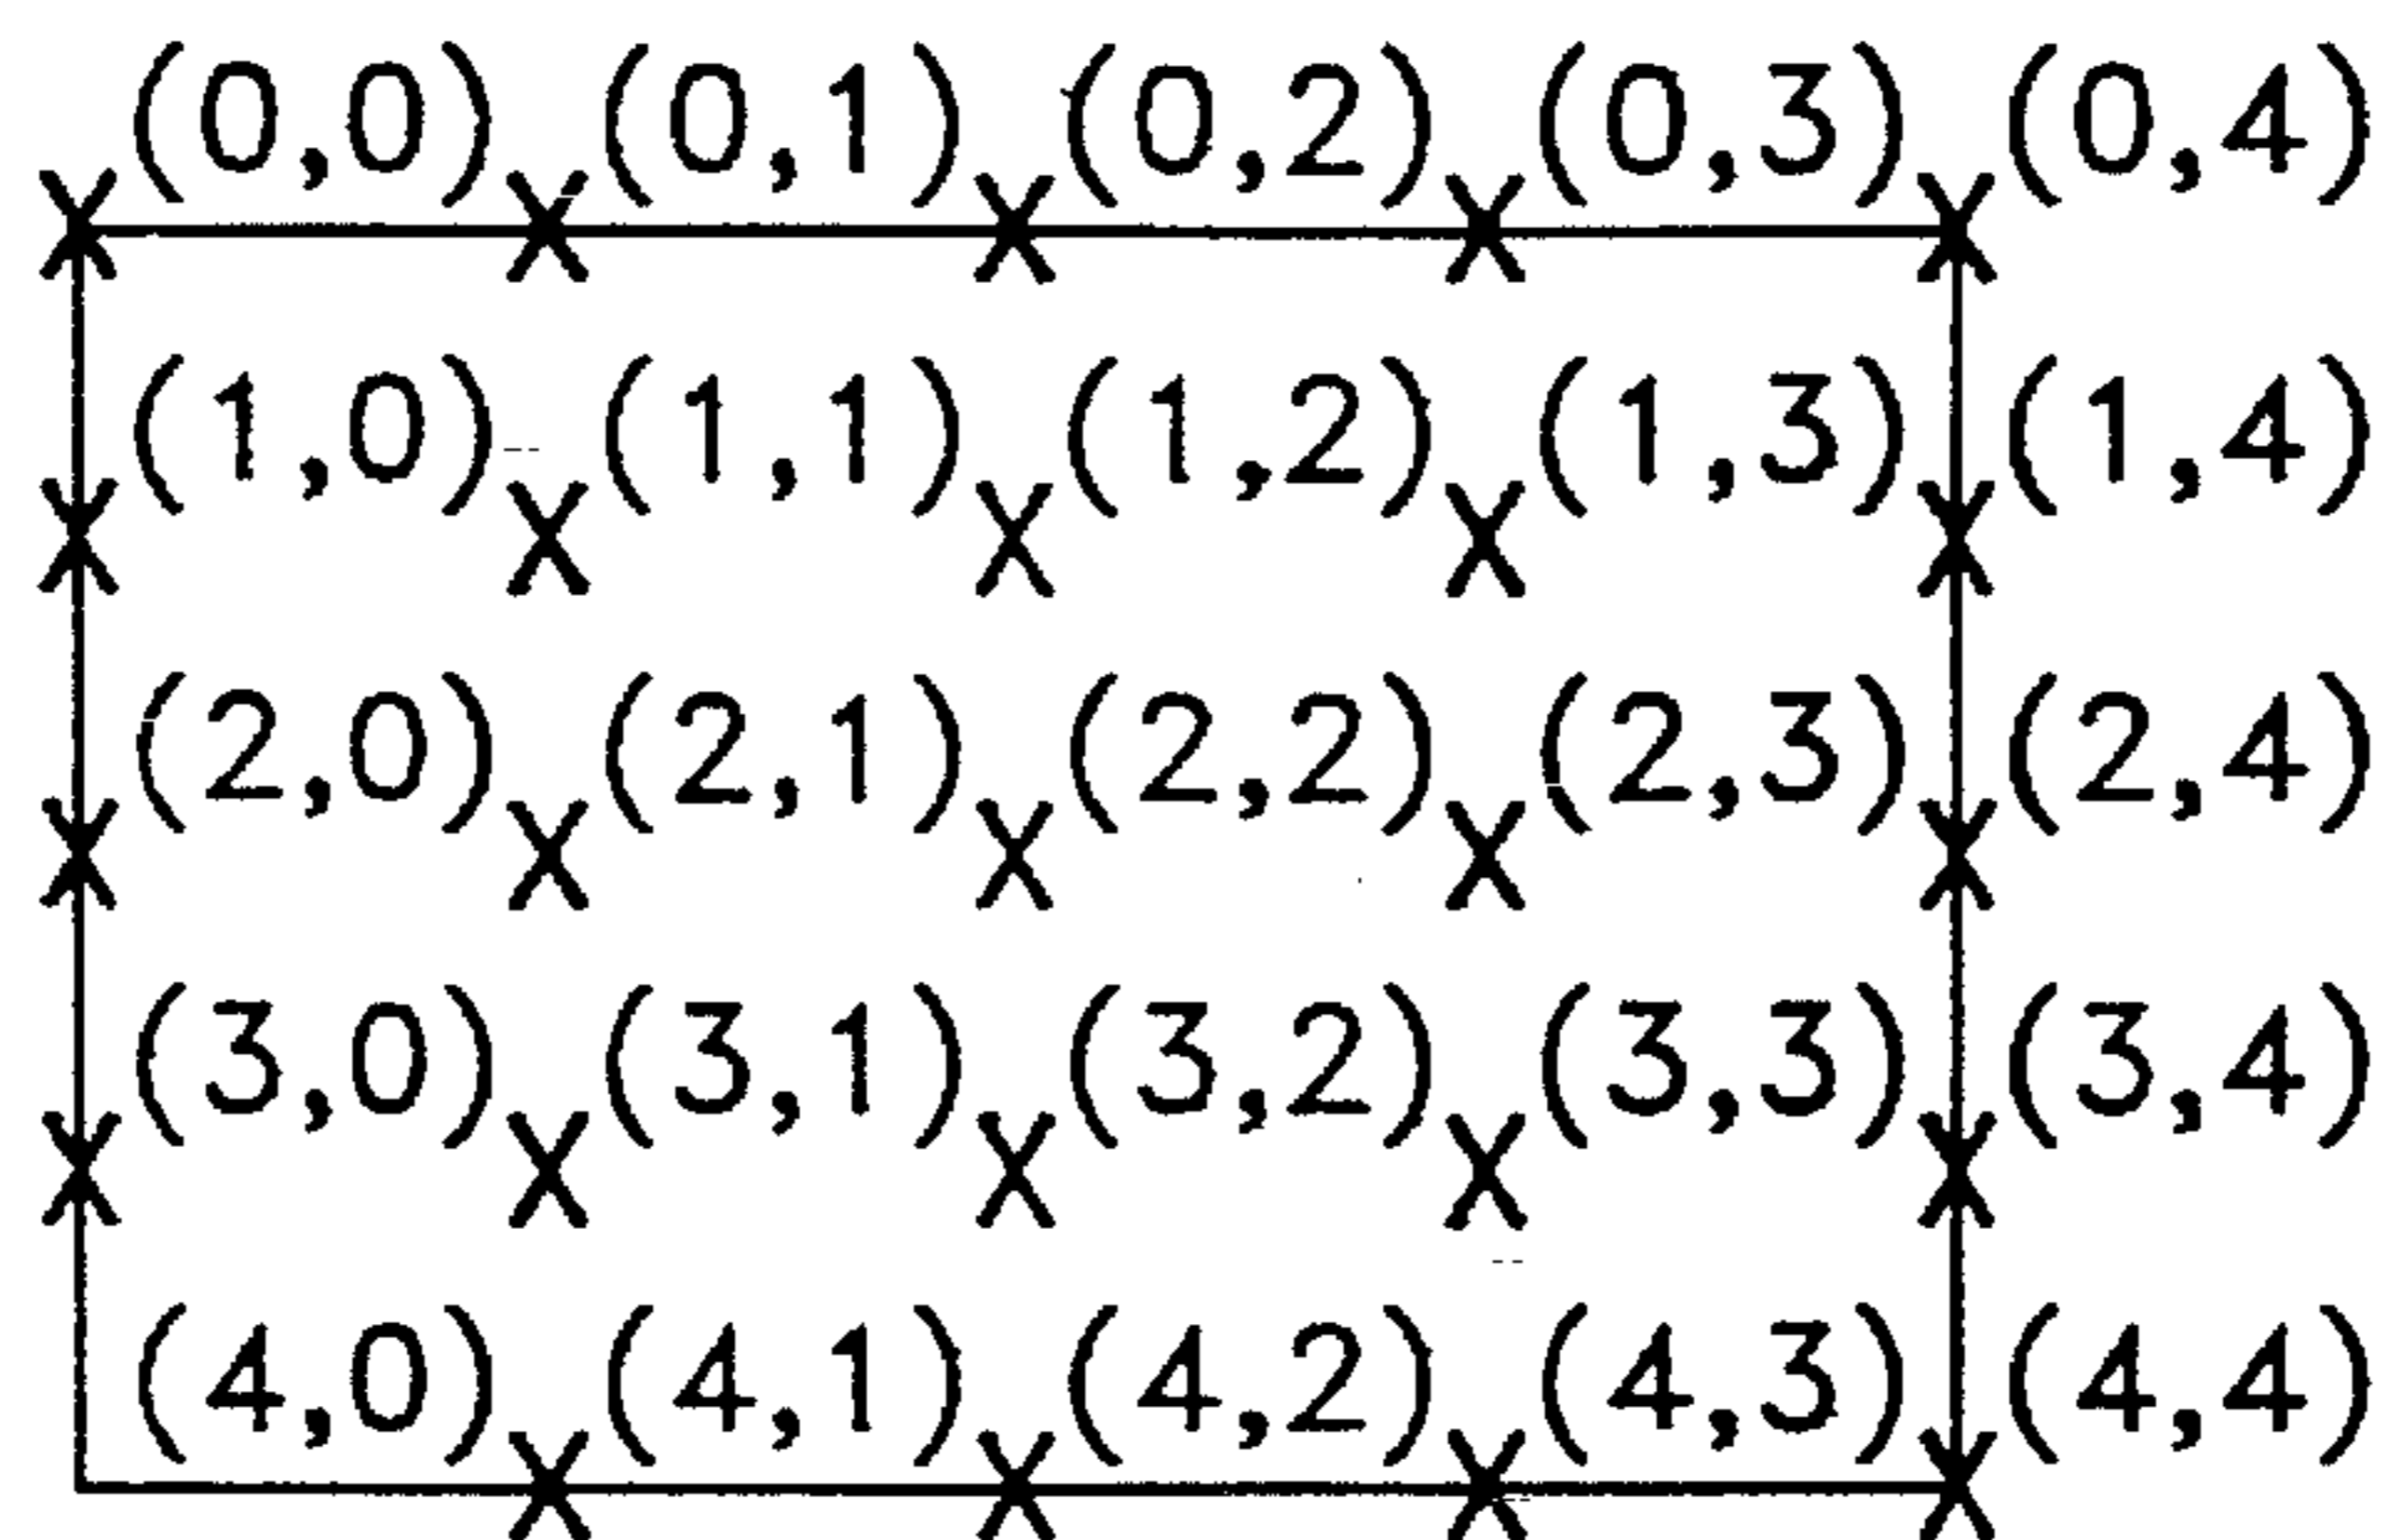 (0,0) (0,1) (0,2) (0,3) (0,4)
(1,0) (1,1) (1,2) (1,3) (1,4)
(2,0) (2,1) (2,2) (2,3) (2,4)
(3,0) (3,1) (3,2) (3,3) (3,4)
(4,0) (4,1) (4,2) (4,3) (4,4)